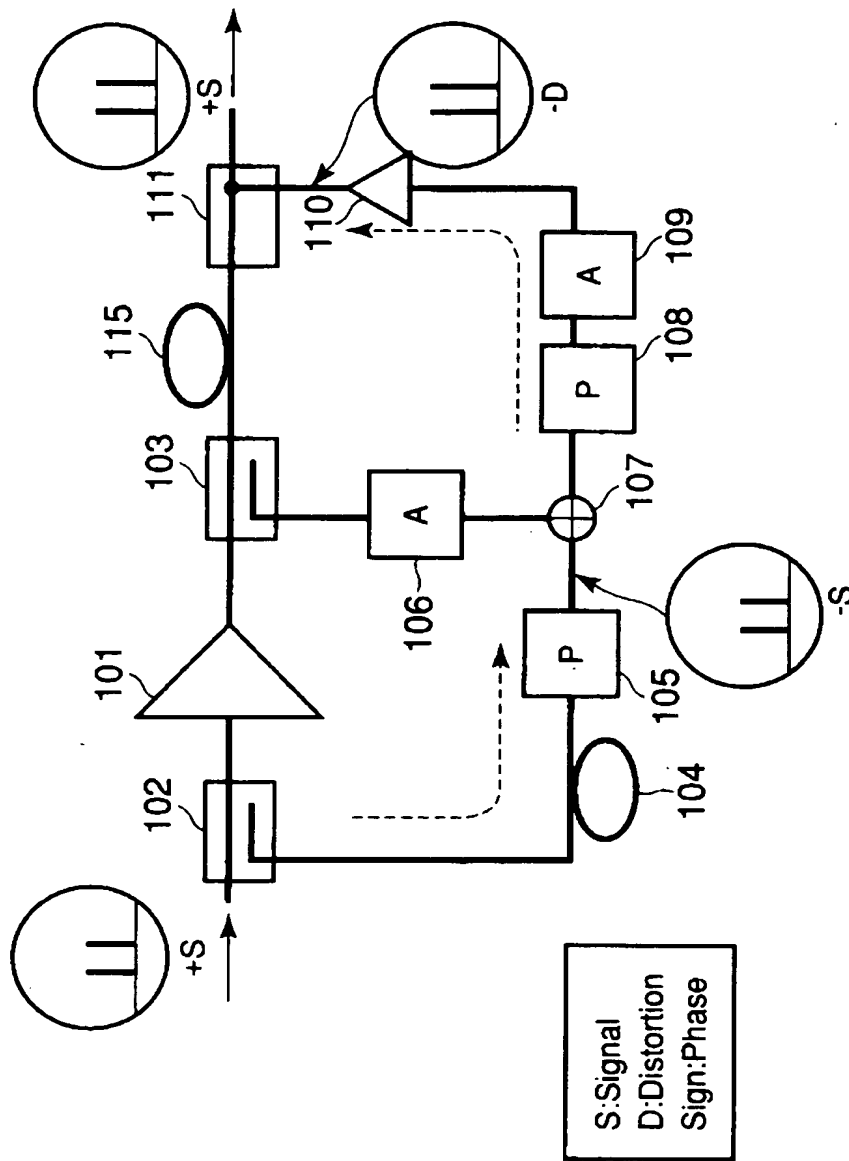 +S
102
101
103
115
111
+S
110
-D
106
A
107
104
P
105
-S
P
108
A
109
S:Signal
D:Distortion
Sign:Phase